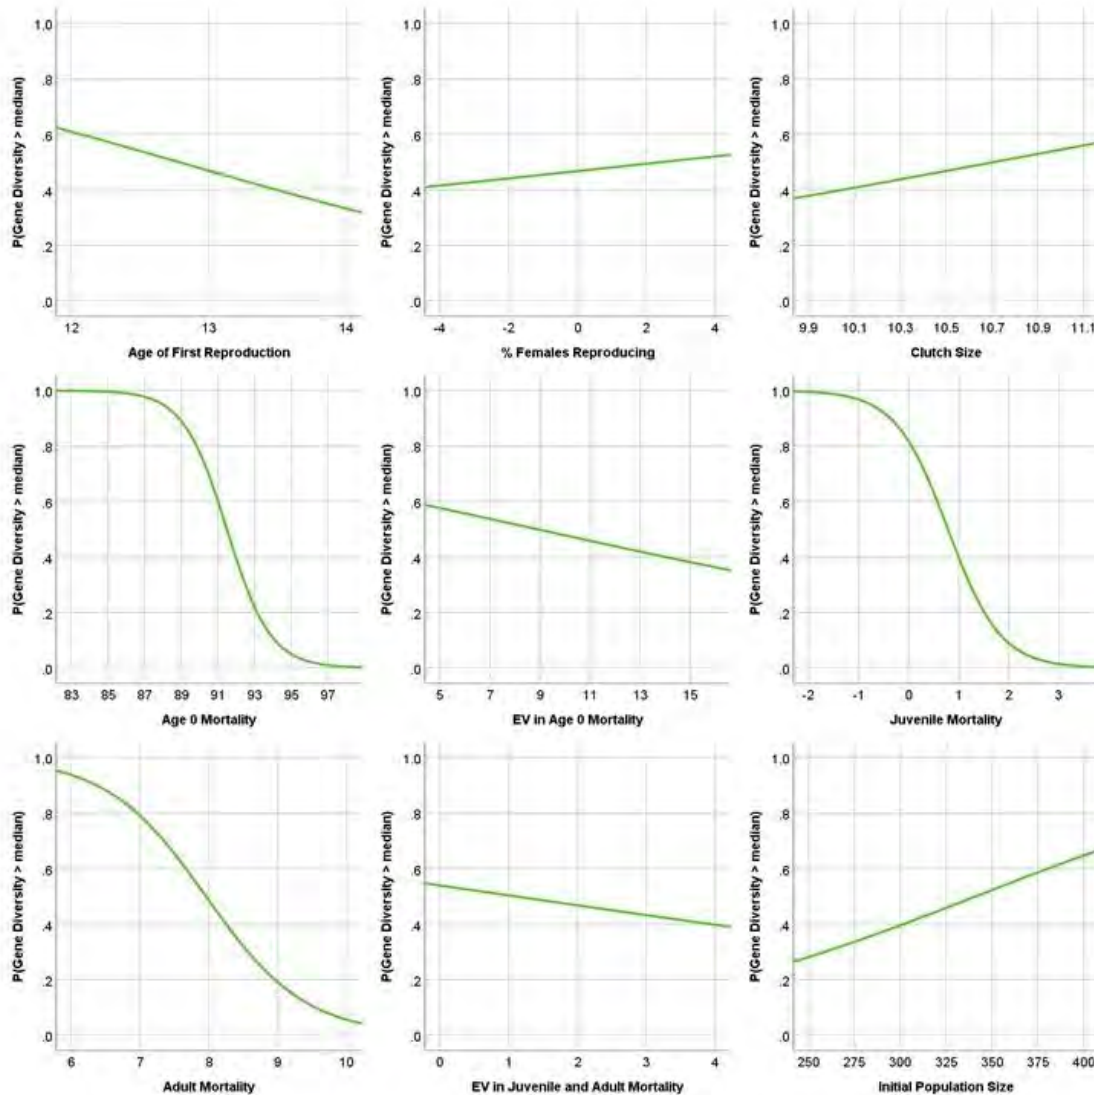 P(Gene Diversity > median)
1.0
.8
.6
.4
.2
.0
12 13 14
Age of First Reproduction
P(Gene Diversity > median)
1.0
.8
.6
.4
.2
.0
-4 -2 0 2 4
% Females Reproducing
P(Gene Diversity > median)
1.0
.8
.6
.4
.2
.0
9.9 10.1 10.3 10.5 10.7 10.9 11.1
Clutch Size
P(Gene Diversity > median)
1.0
.8
.6
.4
.2
.0
83 85 87 89 91 93 95 97
Age 0 Mortality
P(Gene Diversity > median)
1.0
.8
.6
.4
.2
.0
5 7 9 11 13 15
EV in Age 0 Mortality
P(Gene Diversity > median)
1.0
.8
.6
.4
.2
.0
-2 -1 0 1 2 3
Juvenile Mortality
P(Gene Diversity > median)
1.0
.8
.6
.4
.2
.0
6 7 8 9 10
Adult Mortality
P(Gene Diversity > median)
1.0
.8
.6
.4
.2
.0
0 1 2 3 4
EV in Juvenile and Adult Mortality
P(Gene Diversity > median)
1.0
.8
.6
.4
.2
.0
250 275 300 325 350 375 400
Initial Population Size